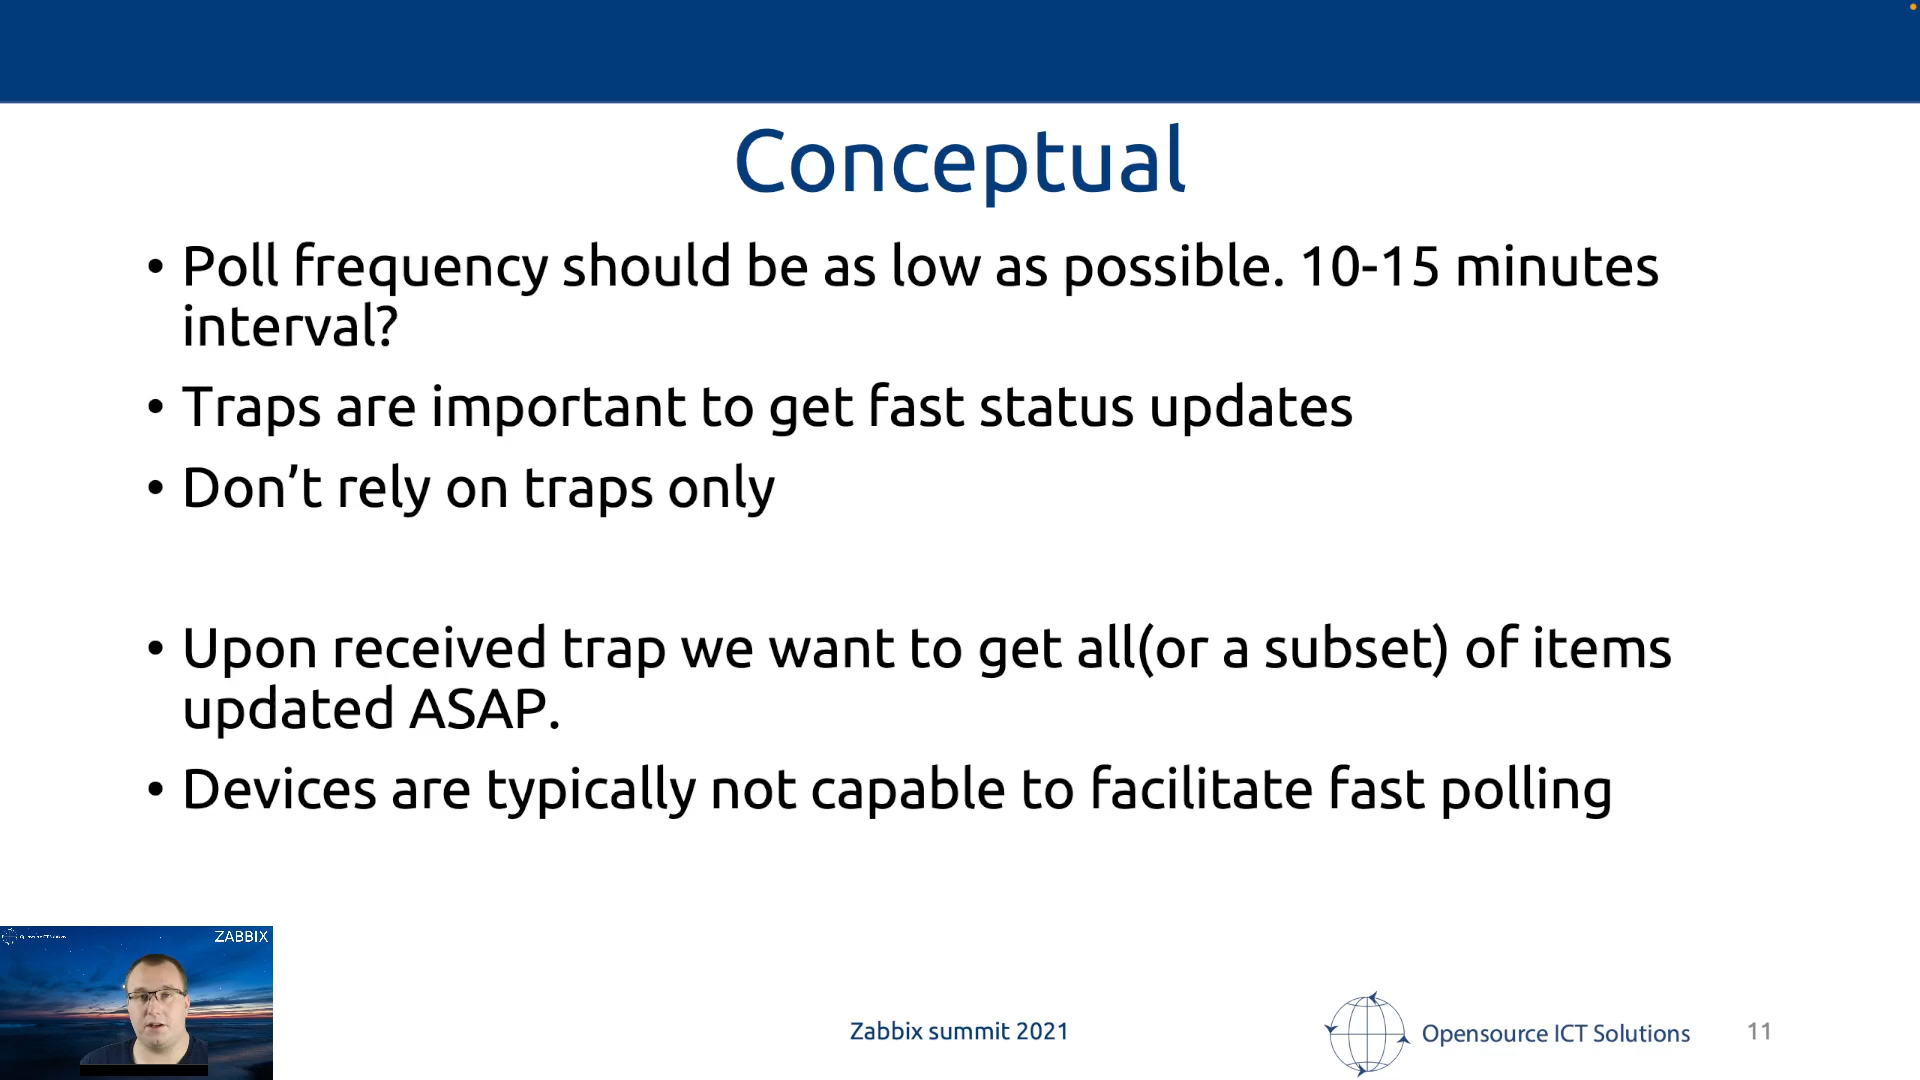 Conceptual
• Poll frequency should be as low as possible. 10-15 minutes
interval?
• Traps are important to get fast status updates
• Don’t rely on traps only
• Upon received trap we want to get all(or a subset) of items
updated ASAP.
• Devices are typically not capable to facilitate fast polling
ZABBIX
Zabbix summit 2021
Opensource ICT Solutions
11